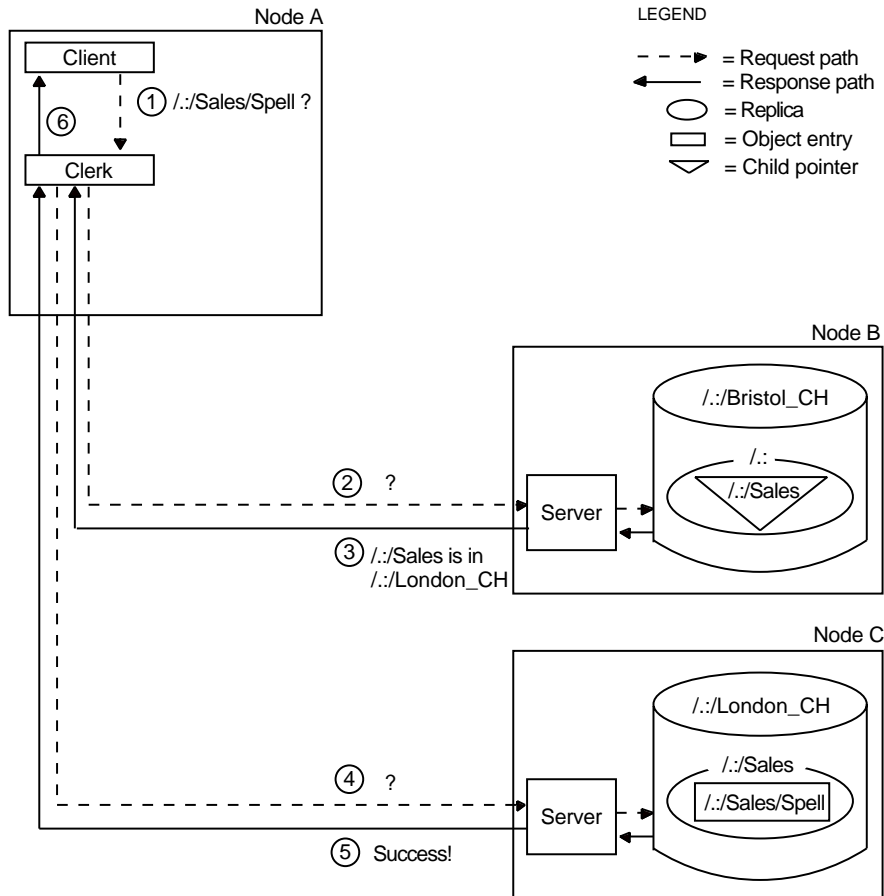 Node A
LEGEND
Client
= Request path
= Response path
1 /.:/Sales/Spell ?
= Replica
6
= Object entry
Clerk
= Child pointer
Node B
/.:/Bristol_CH
/.:
2 ?
/.:/Sales
Server
3 /.:/Sales is in
/.:/London_CH
Node C
/.:/London_CH
/.:/Sales
4 ?
/.:/Sales/Spell
Server
5 Success!